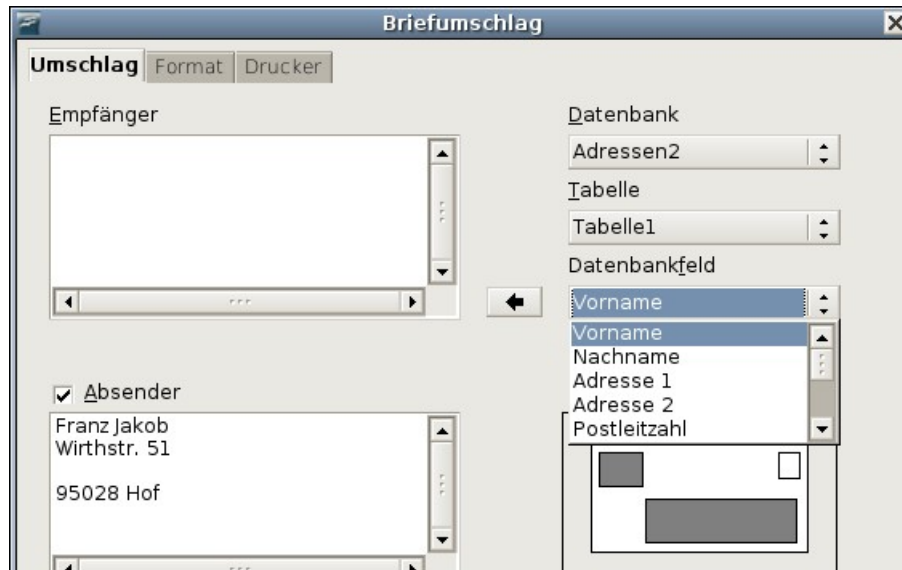 Briefumschlag
Umschlag Format Drucker
Empfänger
Datenbank
Adressen2
Tabelle
Tabelle1
Datenbankfeld
Vorname
Vorname
Nachname
Adresse 1
Adresse 2
Postleitzahl
Absender
Franz Jakob
Wirthstr. 51
95028 Hof